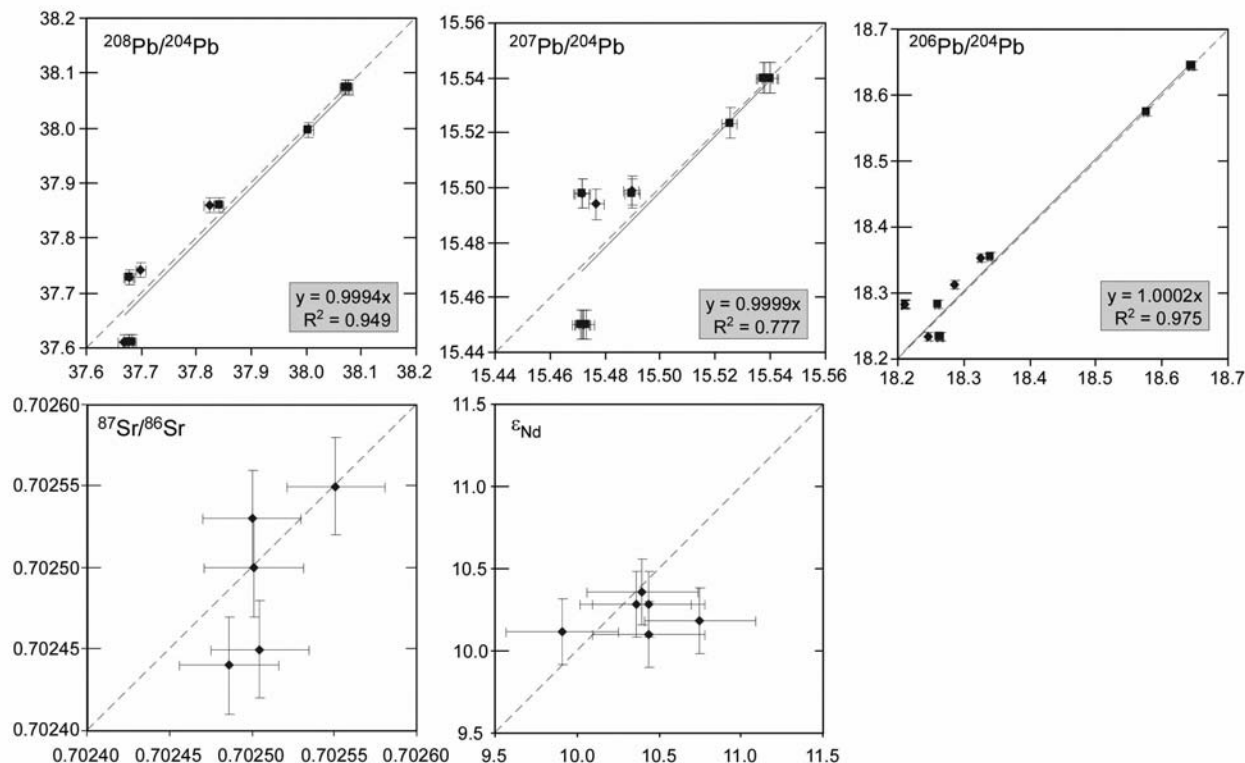 ²⁰⁸Pb/²⁰⁴Pb
38.2
38.1
38.0
37.9
37.8
37.7
37.6
y = 0.9994x
R² = 0.949
37.6 37.7 37.8 37.9 38.0 38.1 38.2
²⁰⁷Pb/²⁰⁴Pb
15.56
15.54
15.52
15.50
15.48
15.46
15.44
y = 0.9999x
R² = 0.777
15.44 15.46 15.48 15.50 15.52 15.54 15.56
²⁰⁶Pb/²⁰⁴Pb
18.7
18.6
18.5
18.4
18.3
18.2
y = 1.0002x
R² = 0.975
18.2 18.3 18.4 18.5 18.6 18.7
⁸⁷Sr/⁸⁶Sr
0.70260
0.70255
0.70250
0.70245
0.70240
0.70240 0.70245 0.70250 0.70255 0.70260
εNd
11.5
11.0
10.5
10.0
9.5
9.5 10.0 10.5 11.0 11.5